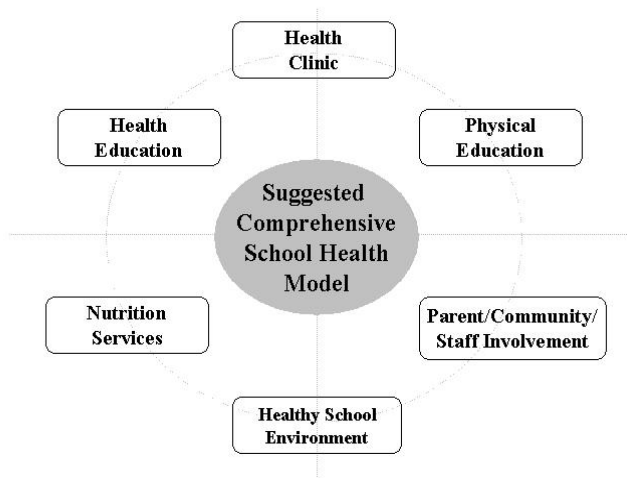 Health
Clinic
Health
Education
Physical
Education
Suggested
Comprehensive
School Health
Model
Nutrition
Services
Parent/Community/
Staff Involvement
Healthy School
Environment